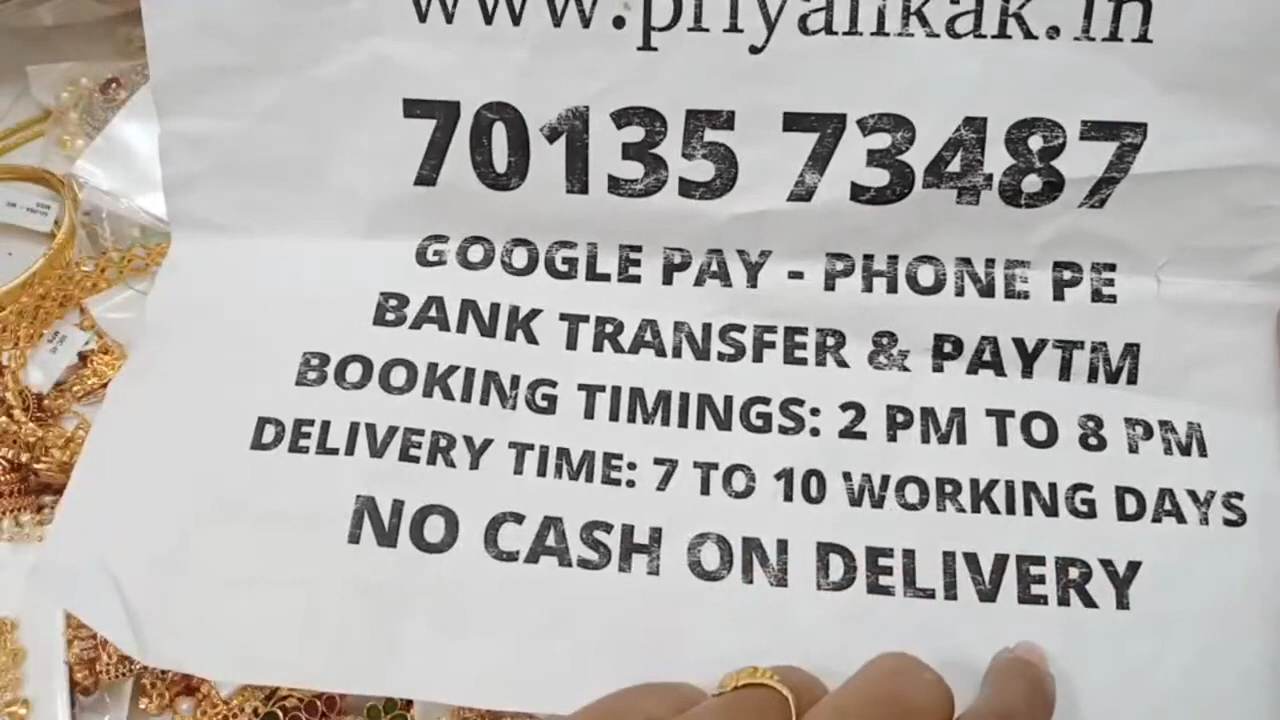 www.priyankak.in
70135 73487
GOOGLE PAY - PHONE PE
BANK TRANSFER & PAYTM
BOOKING TIMINGS: 2 PM TO 8 PM
DELIVERY TIME: 7 TO 10 WORKING DAYS
NO CASH ON DELIVERY